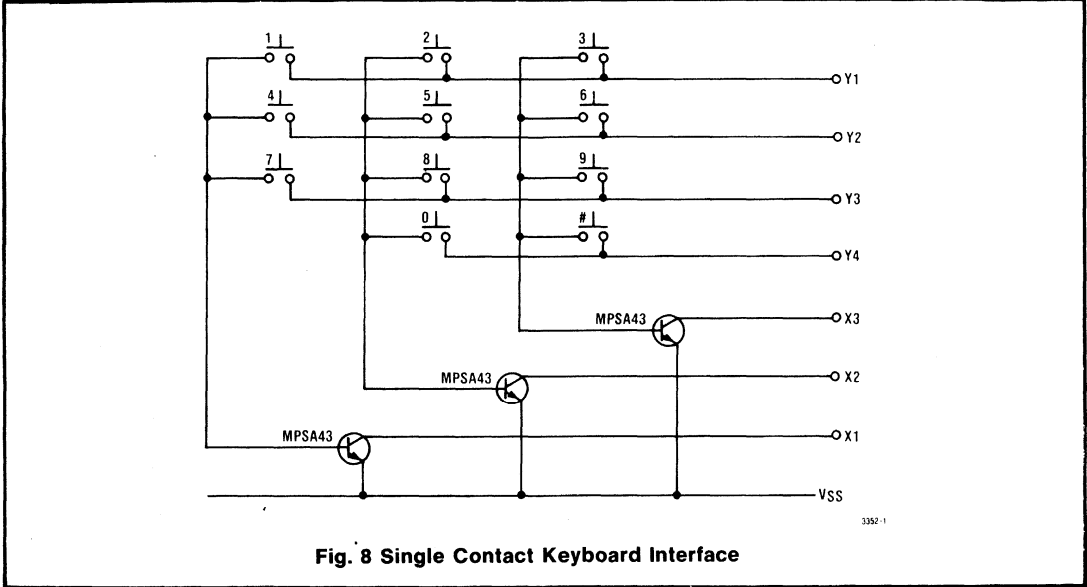 1 2 3
Y1
4 5 6
Y2
7 8 9
Y3
0 #
Y4
MPSA43 X3
MPSA43 X2
MPSA43 X1
VSS
3352-1
Fig. 8 Single Contact Keyboard Interface